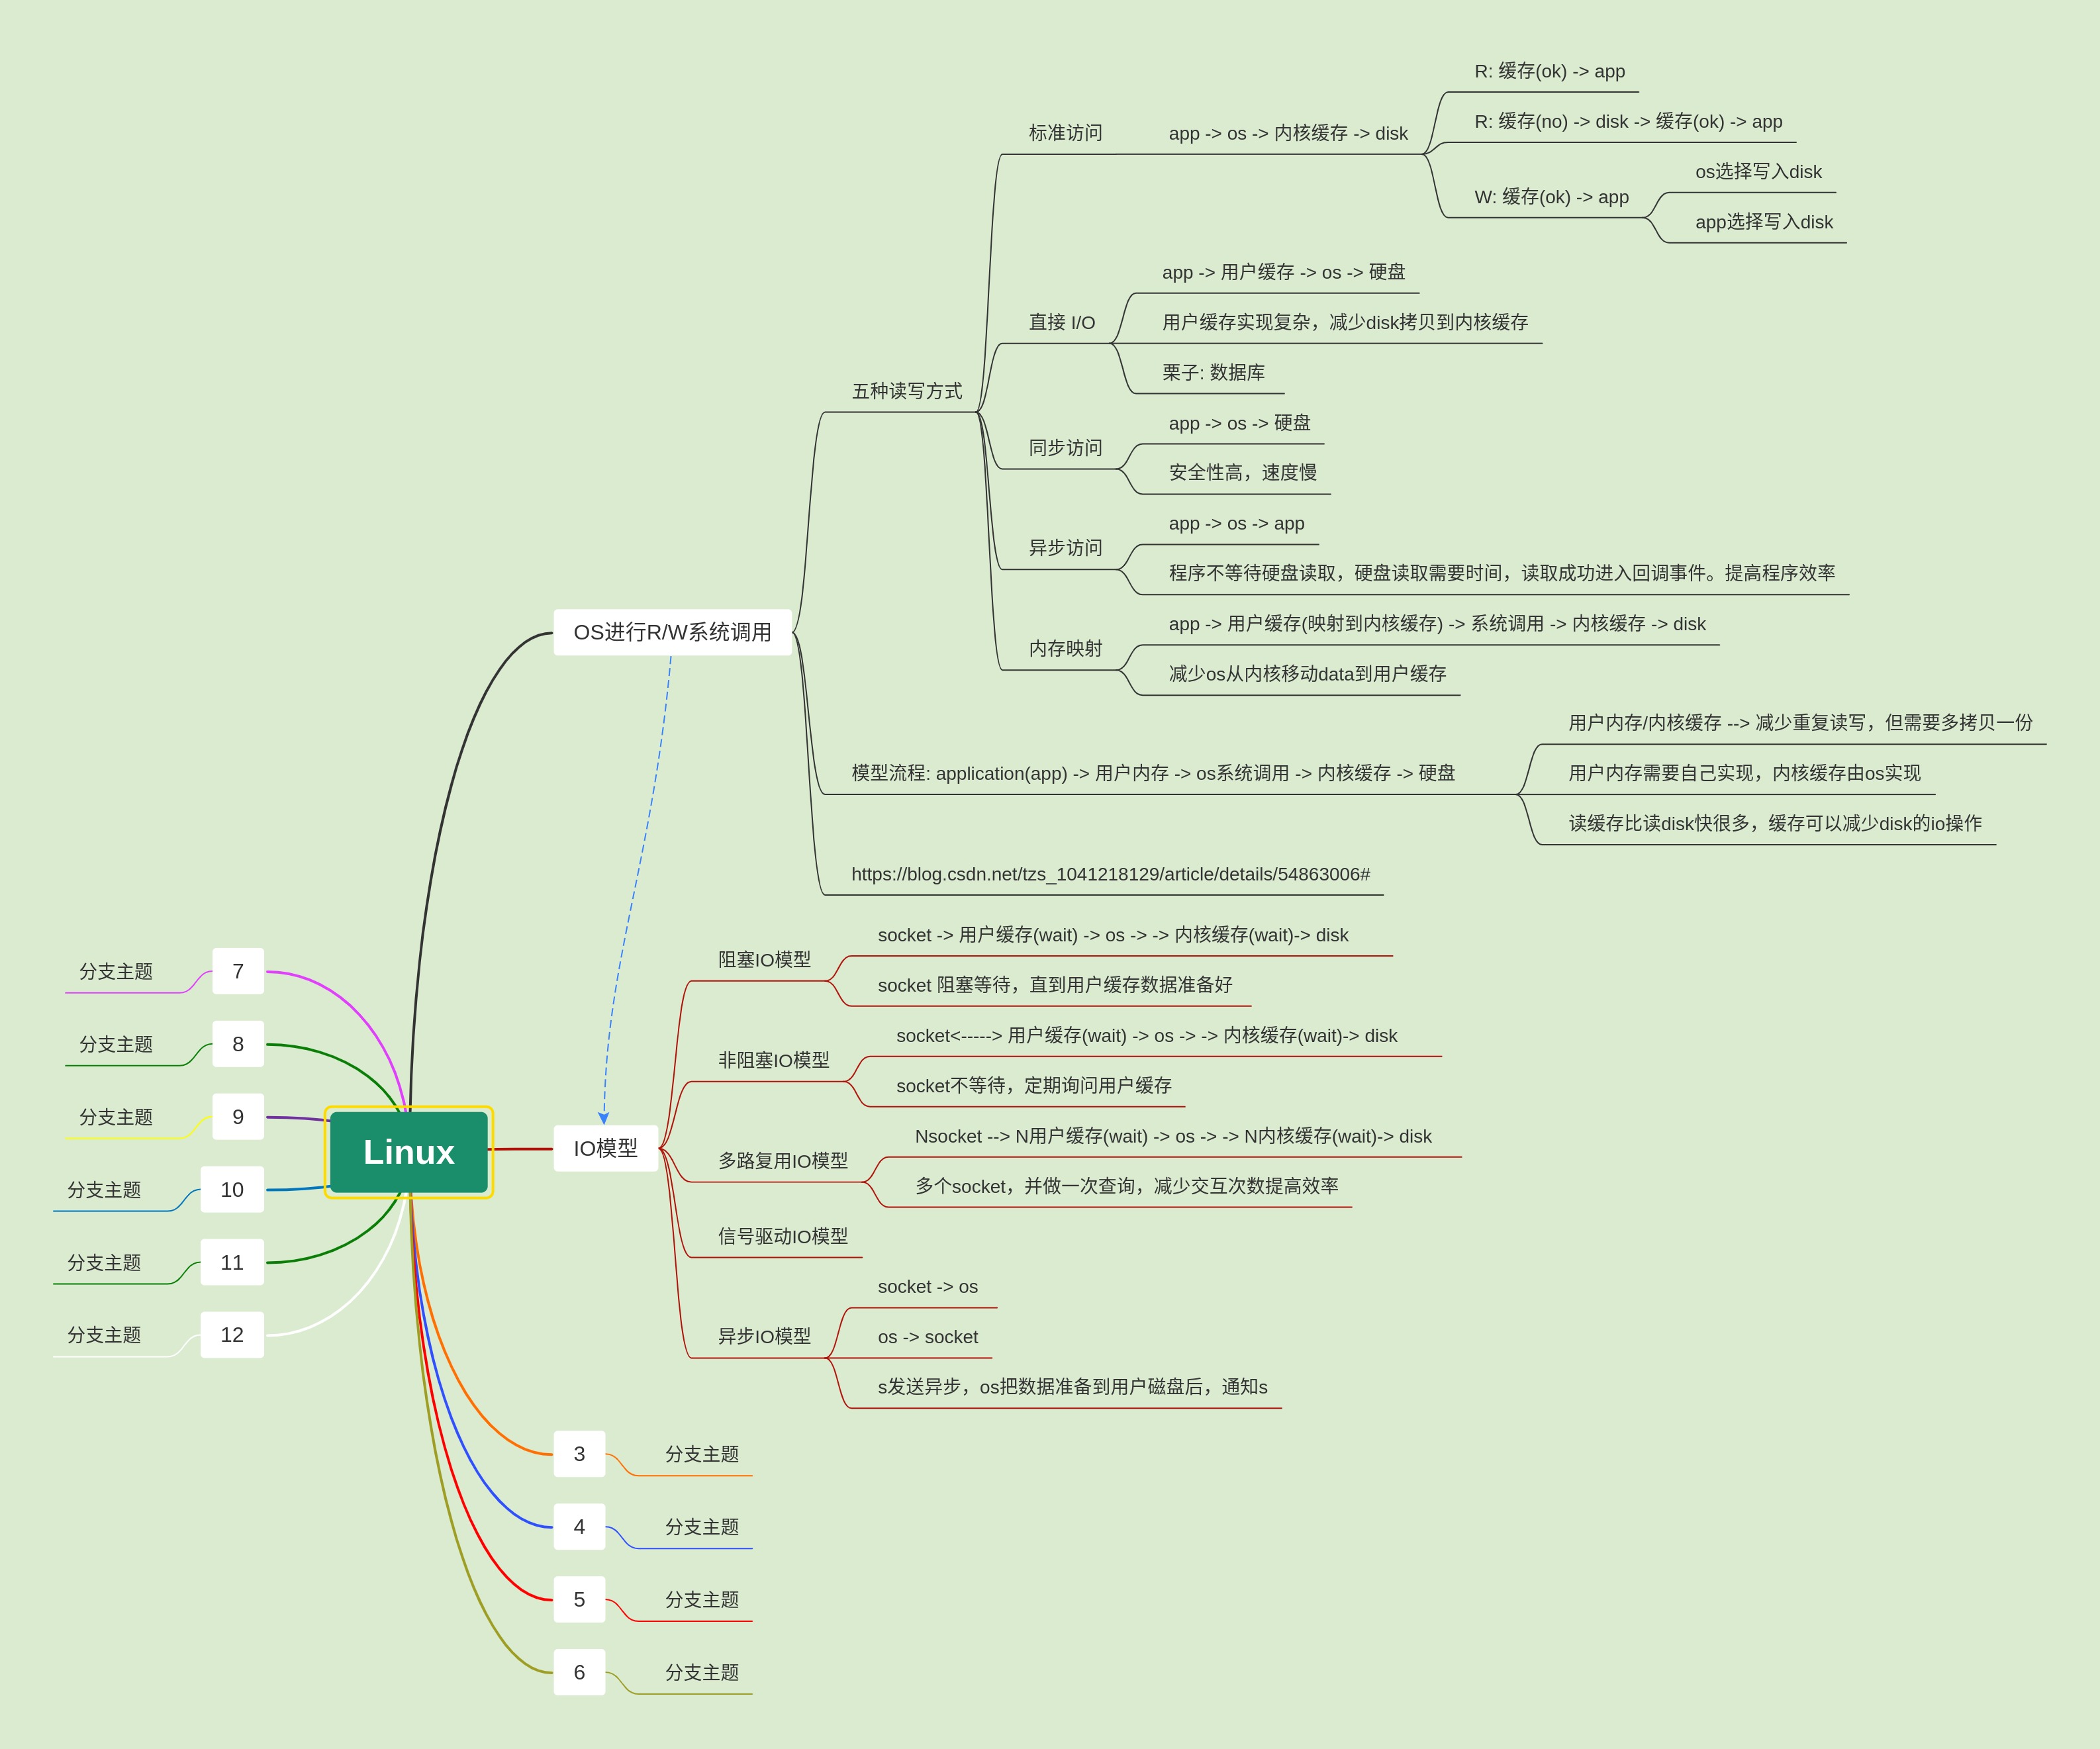 Linux
OS进行R/W系统调用
五种读写方式
标准访问
app -> os -> 内核缓存 -> disk
R: 缓存(ok) -> app
R: 缓存(no) -> disk -> 缓存(ok) -> app
W: 缓存(ok) -> app
os选择写入disk
app选择写入disk
直接 I/O
app -> 用户缓存 -> os -> 硬盘
用户缓存实现复杂，减少disk拷贝到内核缓存
栗子: 数据库
同步访问
app -> os -> 硬盘
安全性高，速度慢
异步访问
app -> os -> app
程序不等待硬盘读取，硬盘读取需要时间，读取成功进入回调事件。提高程序效率
内存映射
app -> 用户缓存(映射到内核缓存) -> 系统调用 -> 内核缓存 -> disk
减少os从内核移动data到用户缓存
模型流程: application(app) -> 用户内存 -> os系统调用 -> 内核缓存 -> 硬盘
用户内存/内核缓存 --> 减少重复读写，但需要多拷贝一份
用户内存需要自己实现，内核缓存由os实现
读缓存比读disk快很多，缓存可以减少disk的io操作
https://blog.csdn.net/tzs_1041218129/article/details/54863006#
IO模型
阻塞IO模型
socket -> 用户缓存(wait) -> os -> -> 内核缓存(wait)-> disk
socket 阻塞等待，直到用户缓存数据准备好
非阻塞IO模型
socket<-----> 用户缓存(wait) -> os -> -> 内核缓存(wait)-> disk
socket不等待，定期询问用户缓存
多路复用IO模型
Nsocket --> N用户缓存(wait) -> os -> -> N内核缓存(wait)-> disk
多个socket，并做一次查询，减少交互次数提高效率
信号驱动IO模型
异步IO模型
socket -> os
os -> socket
s发送异步，os把数据准备到用户磁盘后，通知s
3
分支主题
4
分支主题
5
分支主题
6
分支主题
7
分支主题
8
分支主题
9
分支主题
10
分支主题
11
分支主题
12
分支主题